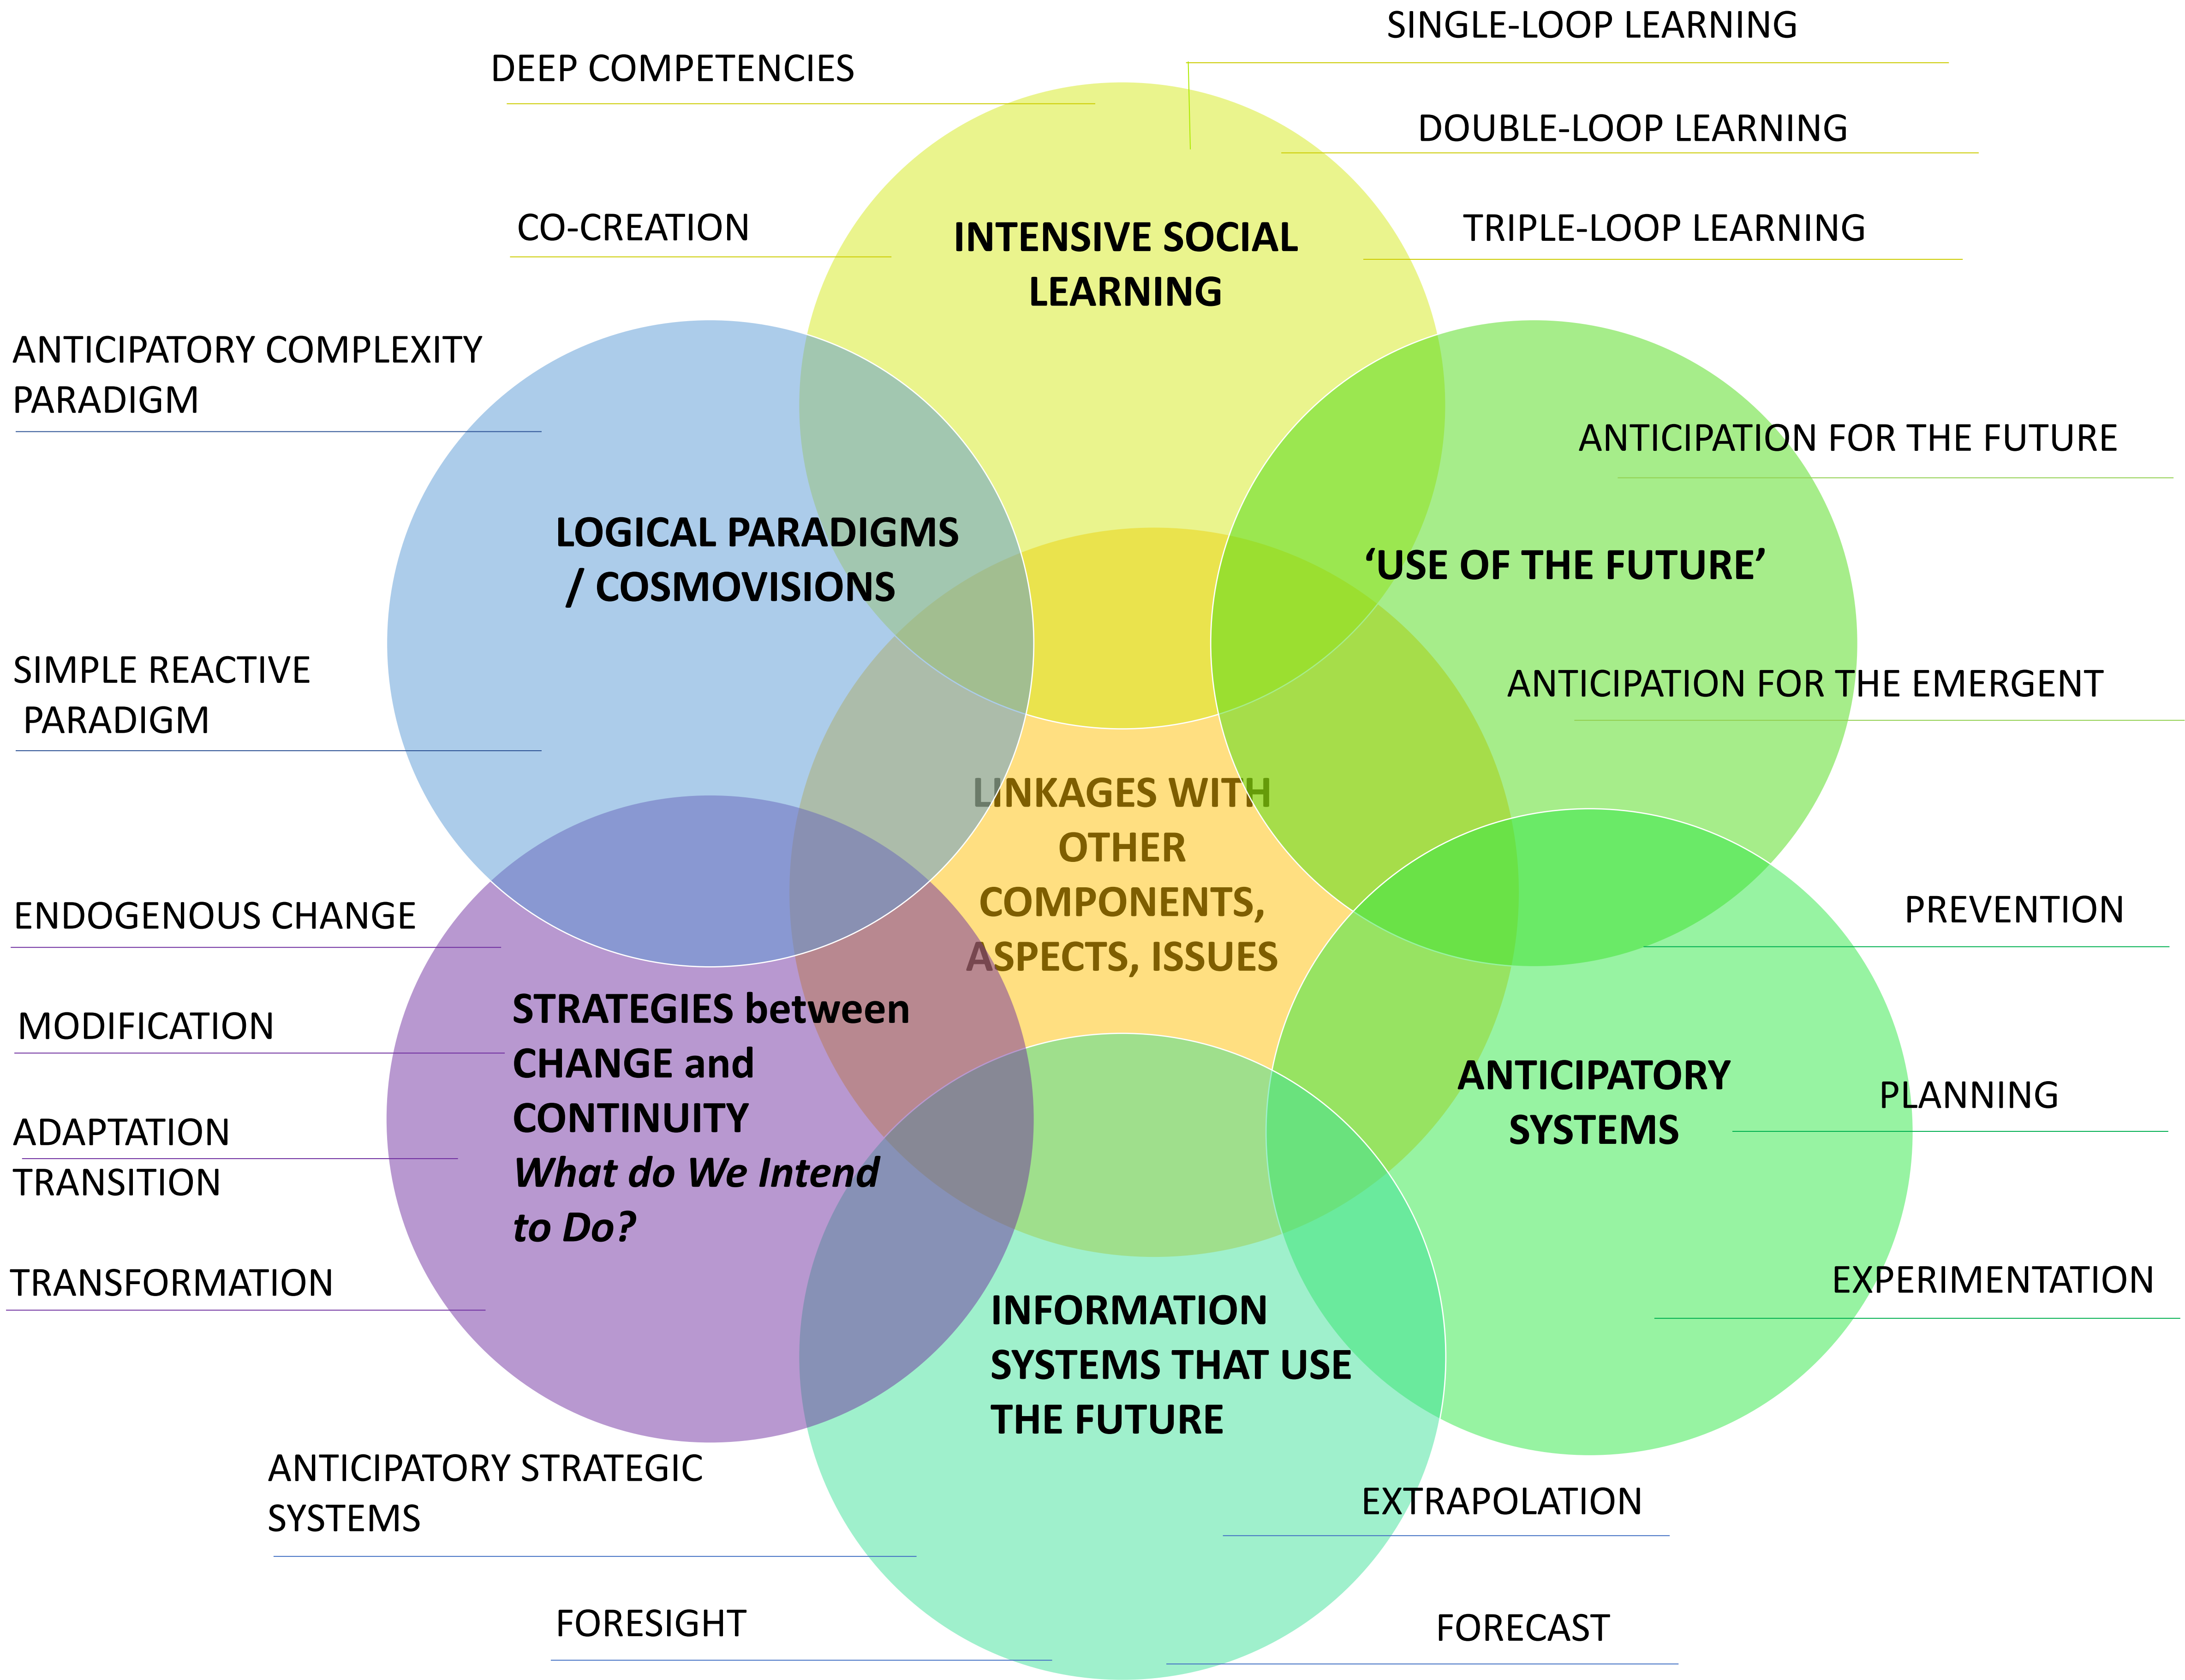 SINGLE-LOOP LEARNING
DEEP COMPETENCIES
DOUBLE-LOOP LEARNING
CO-CREATION
TRIPLE-LOOP LEARNING
INTENSIVE SOCIAL
LEARNING
ANTICIPATORY COMPLEXITY
PARADIGM
ANTICIPATION FOR THE FUTURE
LOGICAL PARADIGMS
/ COSMOVISIONS
‘USE OF THE FUTURE’
SIMPLE REACTIVE
PARADIGM
ANTICIPATION FOR THE EMERGENT
LINKAGES WITH
OTHER
COMPONENTS,
ASPECTS, ISSUES
ENDOGENOUS CHANGE
PREVENTION
MODIFICATION
STRATEGIES between
CHANGE and
CONTINUITY
What do We Intend
to Do?
ANTICIPATORY
SYSTEMS
PLANNING
ADAPTATION
TRANSITION
TRANSFORMATION
EXPERIMENTATION
INFORMATION
SYSTEMS THAT USE
THE FUTURE
ANTICIPATORY STRATEGIC
SYSTEMS
EXTRAPOLATION
FORESIGHT
FORECAST